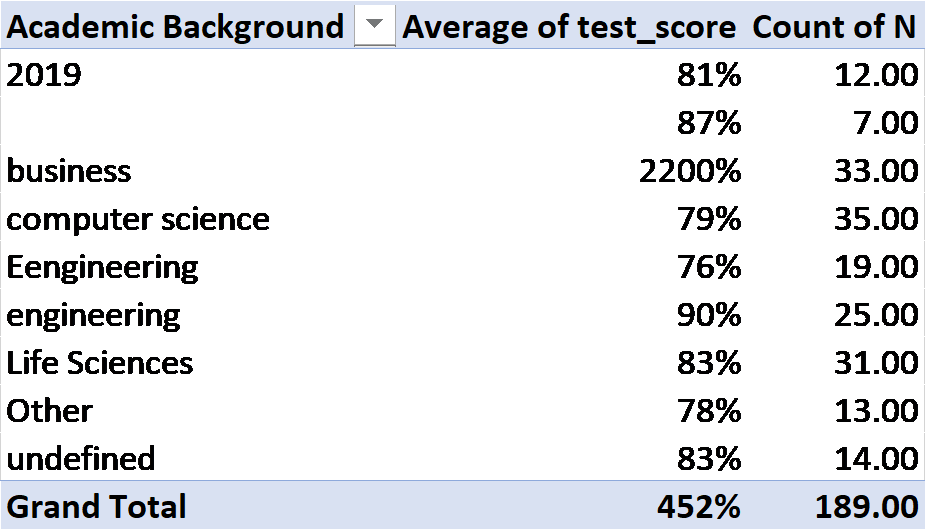 Academic Background Average of test_score Count of N
2019 81% 12.00
87% 7.00
business 2200% 33.00
computer science 79% 35.00
Eengineering 76% 19.00
engineering 90% 25.00
Life Sciences 83% 31.00
Other 78% 13.00
undefined 83% 14.00
Grand Total 452% 189.00